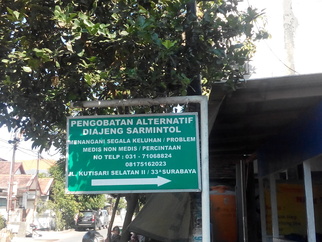 PENGOBATAN ALTERNATIF
DIAJENG SARMINTOL
MENANGANI SEGALA KELUHAN / PROBLEM
MEDIS NON MEDIS / PERCINTAAN
NO TELP : 031 - 71068824
08175162023
JL. KUTISARI SELATAN II / 33 SURABAYA